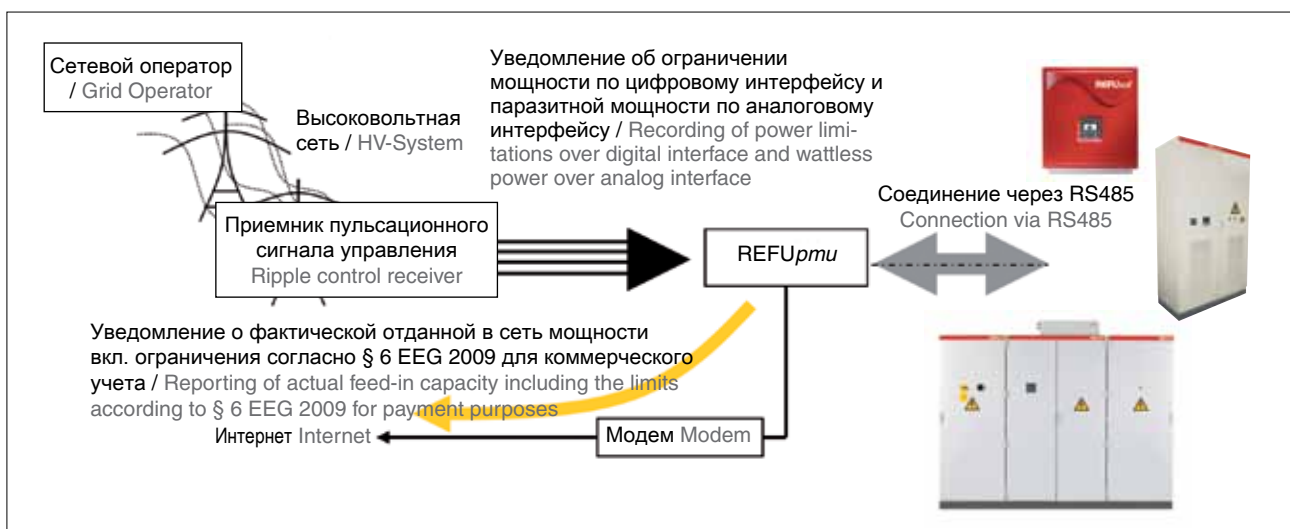 Сетевой оператор
/ Grid Operator
Высоковольтная
сеть / HV-System
Уведомление об ограничении
мощности по цифровому интерфейсу и
паразитной мощности по аналоговому
интерфейсу / Recording of power limi-
tations over digital interface and wattless
power over analog interface
Приемник пульсационного
сигнала управления
Ripple control receiver
REFUpmu
Соединение через RS485
Connection via RS485
Уведомление о фактической отданной в сеть мощности
вкл. ограничения согласно § 6 EEG 2009 для коммерческого
учета / Reporting of actual feed-in capacity including the limits
according to § 6 EEG 2009 for payment purposes
Интернет Internet
Модем Modem